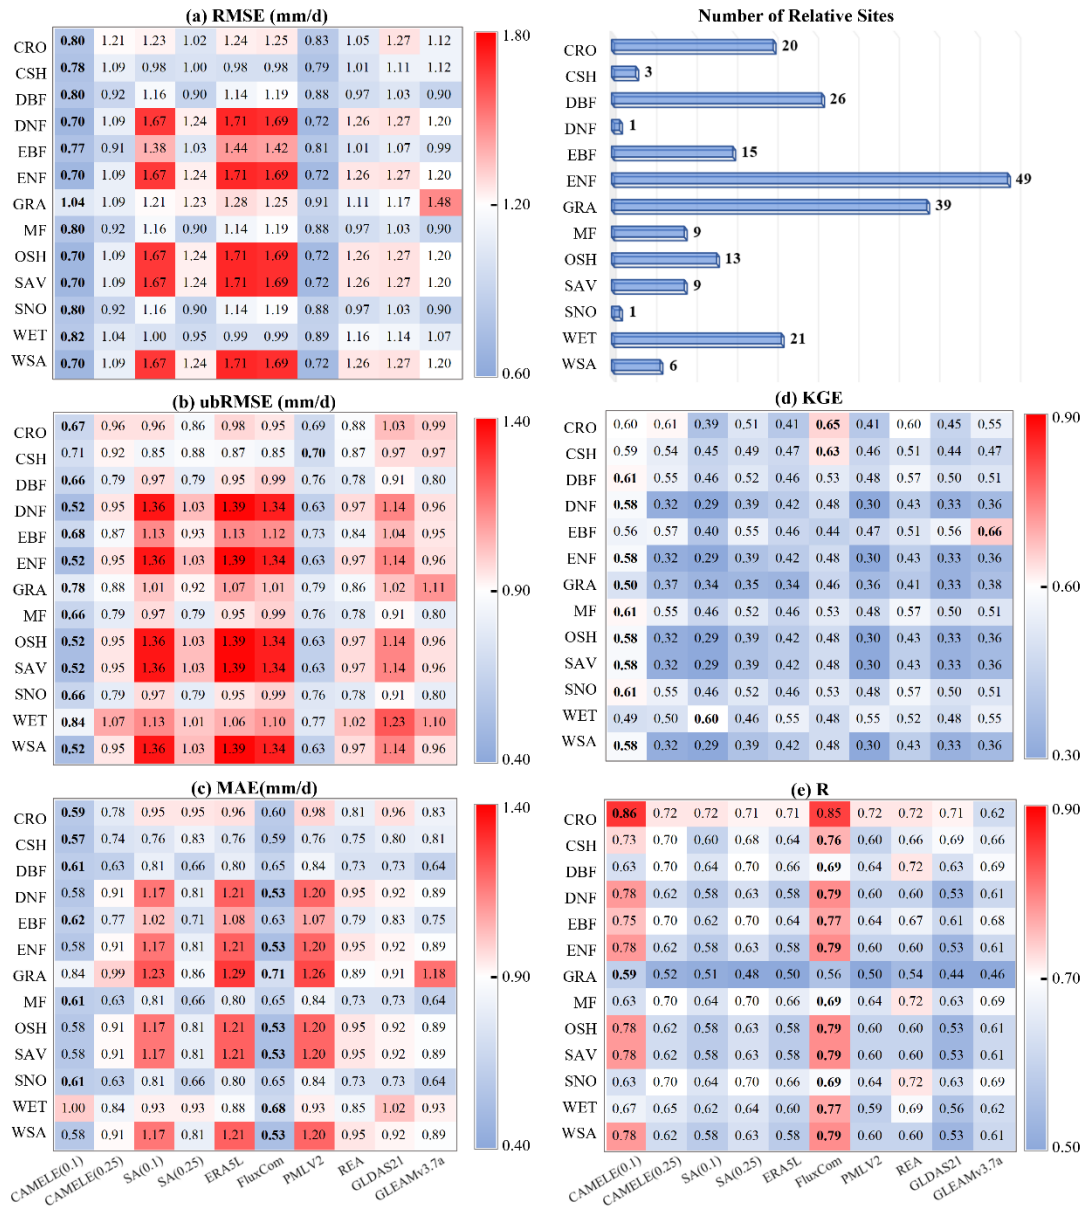 (a) RMSE (mm/d)
CRO 0.80 1.21 1.23 1.02 1.24 1.25 0.83 1.05 1.27 1.12
CSH 0.78 1.09 0.98 1.00 0.98 0.98 0.79 1.01 1.11 1.12
DBF 0.80 0.92 1.16 0.90 1.14 1.19 0.88 0.97 1.03 0.90
DNF 0.70 1.09 1.67 1.24 1.71 1.69 0.72 1.26 1.27 1.20
EBF 0.77 0.91 1.38 1.03 1.44 1.42 0.81 1.01 1.07 0.99
ENF 0.70 1.09 1.67 1.24 1.71 1.69 0.72 1.26 1.27 1.20
GRA 1.04 1.09 1.21 1.23 1.28 1.25 0.91 1.11 1.17 1.48
MF 0.80 0.92 1.16 0.90 1.14 1.19 0.88 0.97 1.03 0.90
OSH 0.70 1.09 1.67 1.24 1.71 1.69 0.72 1.26 1.27 1.20
SAV 0.70 1.09 1.67 1.24 1.71 1.69 0.72 1.26 1.27 1.20
SNO 0.80 0.92 1.16 0.90 1.14 1.19 0.88 0.97 1.03 0.90
WET 0.82 1.04 1.00 0.95 0.99 0.99 0.89 1.16 1.14 1.07
WSA 0.70 1.09 1.67 1.24 1.71 1.69 0.72 1.26 1.27 1.20
1.80
1.20
0.60
Number of Relative Sites
CRO 20
CSH 3
DBF 26
DNF 1
EBF 15
ENF 49
GRA 39
MF 9
OSH 13
SAV 9
SNO 1
WET 21
WSA 6
(b) ubRMSE (mm/d)
CRO 0.67 0.96 0.96 0.86 0.98 0.95 0.69 0.88 1.03 0.99
CSH 0.71 0.92 0.85 0.88 0.87 0.85 0.70 0.87 0.97 0.97
DBF 0.66 0.79 0.97 0.79 0.95 0.99 0.76 0.78 0.91 0.80
DNF 0.52 0.95 1.36 1.03 1.39 1.34 0.63 0.97 1.14 0.96
EBF 0.68 0.87 1.13 0.93 1.13 1.12 0.73 0.84 1.04 0.95
ENF 0.52 0.95 1.36 1.03 1.39 1.34 0.63 0.97 1.14 0.96
GRA 0.78 0.88 1.01 0.92 1.07 1.01 0.79 0.86 1.02 1.11
MF 0.66 0.79 0.97 0.79 0.95 0.99 0.76 0.78 0.91 0.80
OSH 0.52 0.95 1.36 1.03 1.39 1.34 0.63 0.97 1.14 0.96
SAV 0.52 0.95 1.36 1.03 1.39 1.34 0.63 0.97 1.14 0.96
SNO 0.66 0.79 0.97 0.79 0.95 0.99 0.76 0.78 0.91 0.80
WET 0.84 1.07 1.13 1.01 1.06 1.10 0.77 1.02 1.23 1.10
WSA 0.52 0.95 1.36 1.03 1.39 1.34 0.63 0.97 1.14 0.96
1.40
0.90
0.40
(d) KGE
CRO 0.60 0.61 0.39 0.51 0.41 0.65 0.41 0.60 0.45 0.55
CSH 0.59 0.54 0.45 0.49 0.47 0.63 0.46 0.51 0.44 0.47
DBF 0.61 0.55 0.46 0.52 0.46 0.53 0.48 0.57 0.50 0.51
DNF 0.58 0.32 0.29 0.39 0.42 0.48 0.30 0.43 0.33 0.36
EBF 0.56 0.57 0.40 0.55 0.46 0.44 0.47 0.51 0.56 0.66
ENF 0.58 0.32 0.29 0.39 0.42 0.48 0.30 0.43 0.33 0.36
GRA 0.50 0.37 0.34 0.35 0.34 0.46 0.36 0.41 0.33 0.38
MF 0.61 0.55 0.46 0.52 0.46 0.53 0.48 0.57 0.50 0.51
OSH 0.58 0.32 0.29 0.39 0.42 0.48 0.30 0.43 0.33 0.36
SAV 0.58 0.32 0.29 0.39 0.42 0.48 0.30 0.43 0.33 0.36
SNO 0.61 0.55 0.46 0.52 0.46 0.53 0.48 0.57 0.50 0.51
WET 0.49 0.50 0.60 0.46 0.55 0.48 0.55 0.52 0.48 0.55
WSA 0.58 0.32 0.29 0.39 0.42 0.48 0.30 0.43 0.33 0.36
0.90
0.60
0.30
(c) MAE(mm/d)
CRO 0.59 0.78 0.95 0.95 0.96 0.60 0.98 0.81 0.96 0.83
CSH 0.57 0.74 0.76 0.83 0.76 0.59 0.76 0.75 0.80 0.81
DBF 0.61 0.63 0.81 0.66 0.80 0.65 0.84 0.73 0.73 0.64
DNF 0.58 0.91 1.17 0.81 1.21 0.53 1.20 0.95 0.92 0.89
EBF 0.62 0.77 1.02 0.71 1.08 0.63 1.07 0.79 0.83 0.75
ENF 0.58 0.91 1.17 0.81 1.21 0.53 1.20 0.95 0.92 0.89
GRA 0.84 0.99 1.23 0.86 1.29 0.71 1.26 0.89 0.91 1.18
MF 0.61 0.63 0.81 0.66 0.80 0.65 0.84 0.73 0.73 0.64
OSH 0.58 0.91 1.17 0.81 1.21 0.53 1.20 0.95 0.92 0.89
SAV 0.58 0.91 1.17 0.81 1.21 0.53 1.20 0.95 0.92 0.89
SNO 0.61 0.63 0.81 0.66 0.80 0.65 0.84 0.73 0.73 0.64
WET 1.00 0.84 0.93 0.93 0.88 0.68 0.93 0.85 1.02 0.93
WSA 0.58 0.91 1.17 0.81 1.21 0.53 1.20 0.95 0.92 0.89
CAMELE(0.1) CAMELE(0.25) SA(0.1) SA(0.25) ERA5L FluxCom PMLV2 REA GLDAS21 GLEAMv3.7a
1.40
0.90
0.40
(e) R
CRO 0.86 0.72 0.72 0.71 0.71 0.85 0.72 0.72 0.71 0.62
CSH 0.73 0.70 0.60 0.68 0.64 0.76 0.60 0.66 0.69 0.66
DBF 0.63 0.70 0.64 0.70 0.66 0.69 0.64 0.72 0.63 0.69
DNF 0.78 0.62 0.58 0.63 0.58 0.79 0.60 0.60 0.53 0.61
EBF 0.75 0.70 0.62 0.70 0.64 0.77 0.64 0.67 0.61 0.68
ENF 0.78 0.62 0.58 0.63 0.58 0.79 0.60 0.60 0.53 0.61
GRA 0.59 0.52 0.51 0.48 0.50 0.56 0.50 0.54 0.44 0.46
MF 0.63 0.70 0.64 0.70 0.66 0.69 0.64 0.72 0.63 0.69
OSH 0.78 0.62 0.58 0.63 0.58 0.79 0.60 0.60 0.53 0.61
SAV 0.78 0.62 0.58 0.63 0.58 0.79 0.60 0.60 0.53 0.61
SNO 0.63 0.70 0.64 0.70 0.66 0.69 0.64 0.72 0.63 0.69
WET 0.67 0.65 0.62 0.64 0.60 0.77 0.59 0.69 0.56 0.62
WSA 0.78 0.62 0.58 0.63 0.58 0.79 0.60 0.60 0.53 0.61
CAMELE(0.1) CAMELE(0.25) SA(0.1) SA(0.25) ERA5L FluxCom PMLV2 REA GLDAS21 GLEAMv3.7a
0.90
0.70
0.50